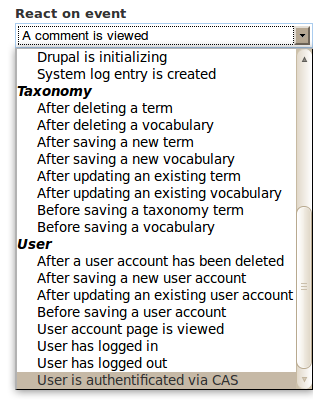 React on event
A comment is viewed
Drupal is initializing
System log entry is created
Taxonomy
After deleting a term
After deleting a vocabulary
After saving a new term
After saving a new vocabulary
After updating an existing term
After updating an existing vocabulary
Before saving a taxonomy term
Before saving a vocabulary
User
After a user account has been deleted
After saving a new user account
After updating an existing user account
Before saving a user account
User account page is viewed
User has logged in
User has logged out
User is authentificated via CAS